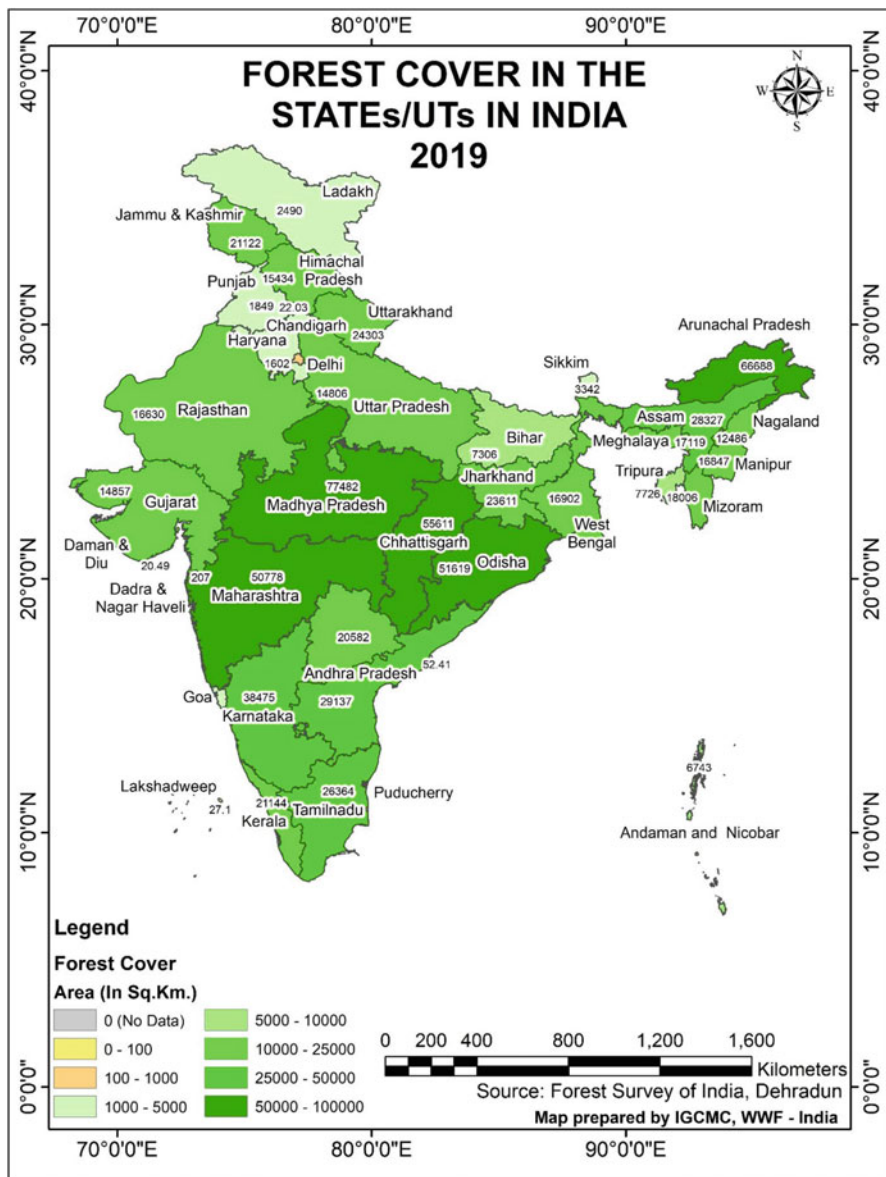 70°0'0"E 80°0'0"E 90°0'0"E
40°0'0"N
30°0'0"N
20°0'0"N
10°0'0"N
0°0'0"
FOREST COVER IN THE
STATEs/UTs IN INDIA
2019
N
W E
S
Ladakh
2490
Jammu & Kashmir
21122
Himachal
Pradesh
15434
Punjab
1849
22.03
Chandigarh
Uttarakhand
24303
Haryana
1602
Delhi
Arunachal Pradesh
66688
Sikkim
3342
14806
Uttar Pradesh
16630
Rajasthan
Assam
28327
Nagaland
12486
Bihar
7306
Meghalaya
17119
16847
Manipur
Tripura
7726
18006
Mizoram
Jharkhand
23611
16902
West
Bengal
77482
Madhya Pradesh
14857
Gujarat
55611
Chhattisgarh
51619
Odisha
Daman &
Diu
20.49
207
Dadra &
Nagar Haveli
50778
Maharashtra
20582
Andhra Pradesh
52.41
29137
Goa
38475
Karnataka
Lakshadweep
27.1
21144
Kerala
26364
Tamilnadu
Puducherry
6743
Andaman and Nicobar
Legend
Forest Cover
Area (In Sq.Km.)
0 (No Data)
0 - 100
100 - 1000
1000 - 5000
5000 - 10000
10000 - 25000
25000 - 50000
50000 - 100000
0 200 400 800 1,200 1,600
Kilometers
Source: Forest Survey of India, Dehradun
Map prepared by IGCMC, WWF - India
40°0'0"N
30°0'0"N
20°0'0"N
10°0'0"N
0°0'0"
70°0'0"E 80°0'0"E 90°0'0"E